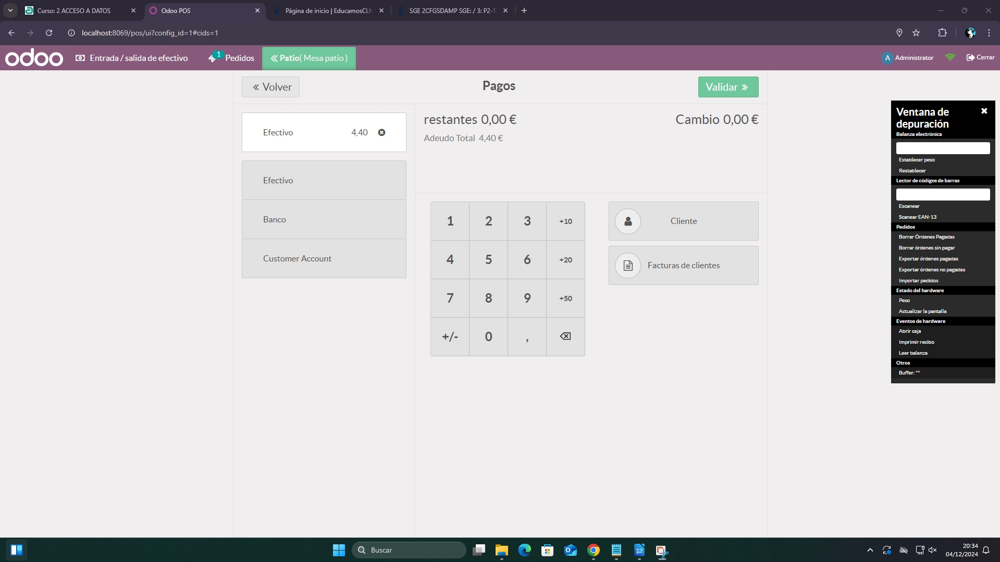 Curso: 2 ACCESO A DATOS
Odoo POS
Página de inicio | EducamosCLM
SGE 2CFGSDAMP SGE: / 3: P2-T
localhost:8069/pos/ui?config_id=1#cids=1
odoo
Entrada / salida de efectivo
1
Pedidos
Patio( Mesa patio )
A
Administrator
Cerrar
Volver
Pagos
Validar
Efectivo 4,40
Efectivo
Banco
Customer Account
restantes 0,00 €
Cambio 0,00 €
Adeudo Total 4,40 €
1 2 3 +10
4 5 6 +20
7 8 9 +50
+/- 0 ,
Cliente
Facturas de clientes
Ventana de
depuración
Balanza electrónica
Establecer peso
Restablecer
Lector de códigos de barras
Escanear
Scanear EAN-13
Pedidos
Borrar Órdenes Pagadas
Borrar órdenes sin pagar
Exportar órdenes pagadas
Exportar órdenes no pagadas
Importar pedidos
Estado del hardware
Peso
Actualizar la pantalla
Eventos de hardware
Abrir caja
Imprimir recibo
Leer balanza
Otros
Buffer: ""
Buscar
20:34
04/12/2024